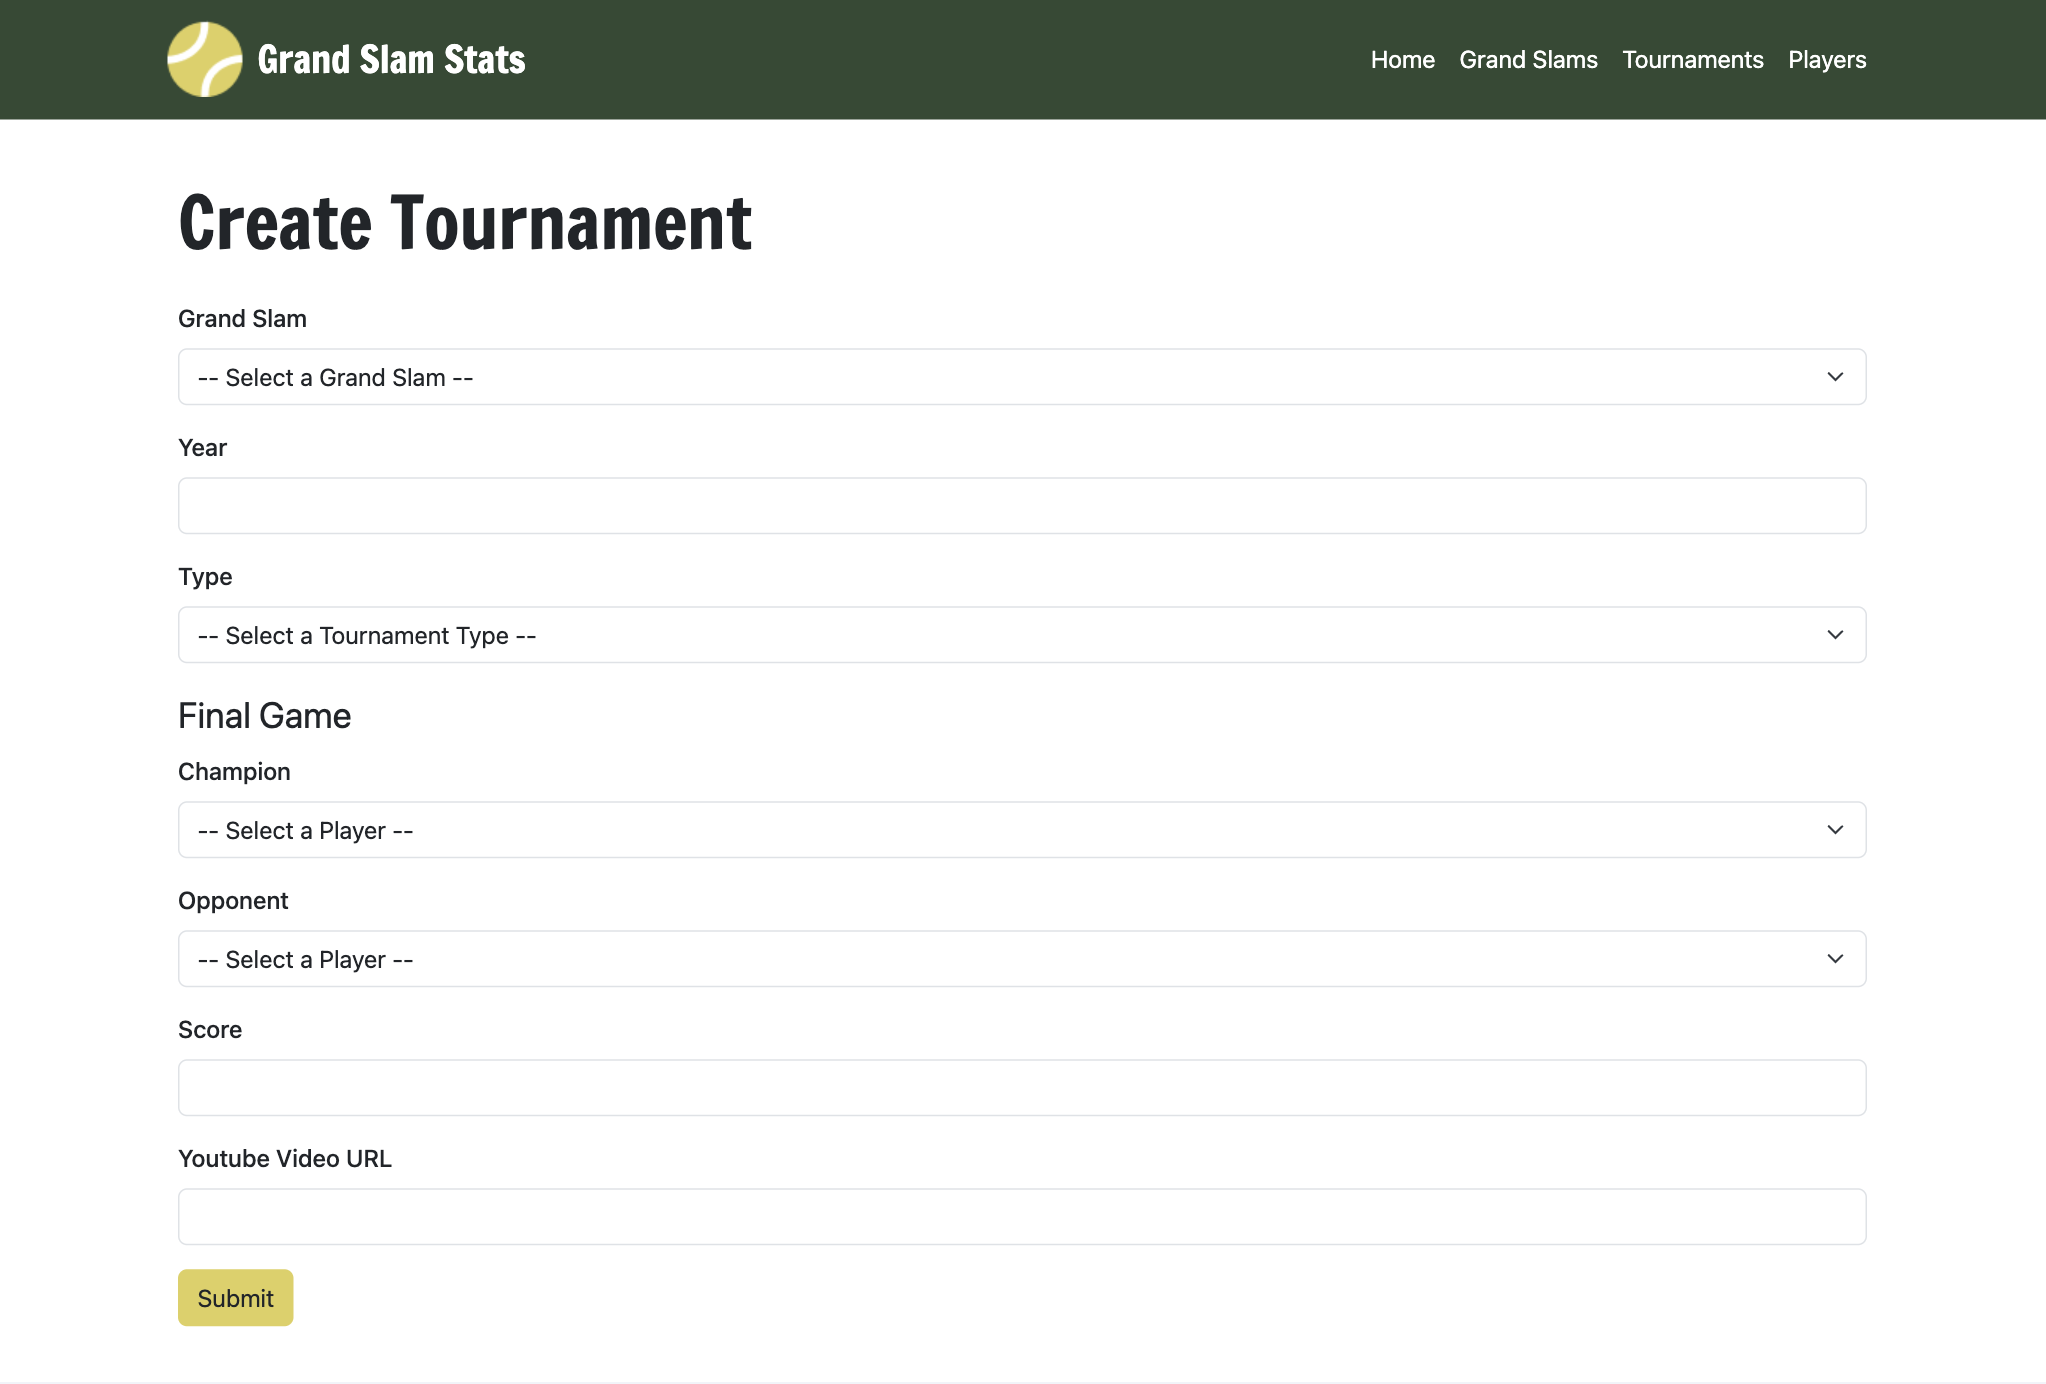 Grand Slam Stats
Home Grand Slams Tournaments Players
Create Tournament
Grand Slam
-- Select a Grand Slam --
Year
Type
-- Select a Tournament Type --
Final Game
Champion
-- Select a Player --
Opponent
-- Select a Player --
Score
Youtube Video URL
Submit